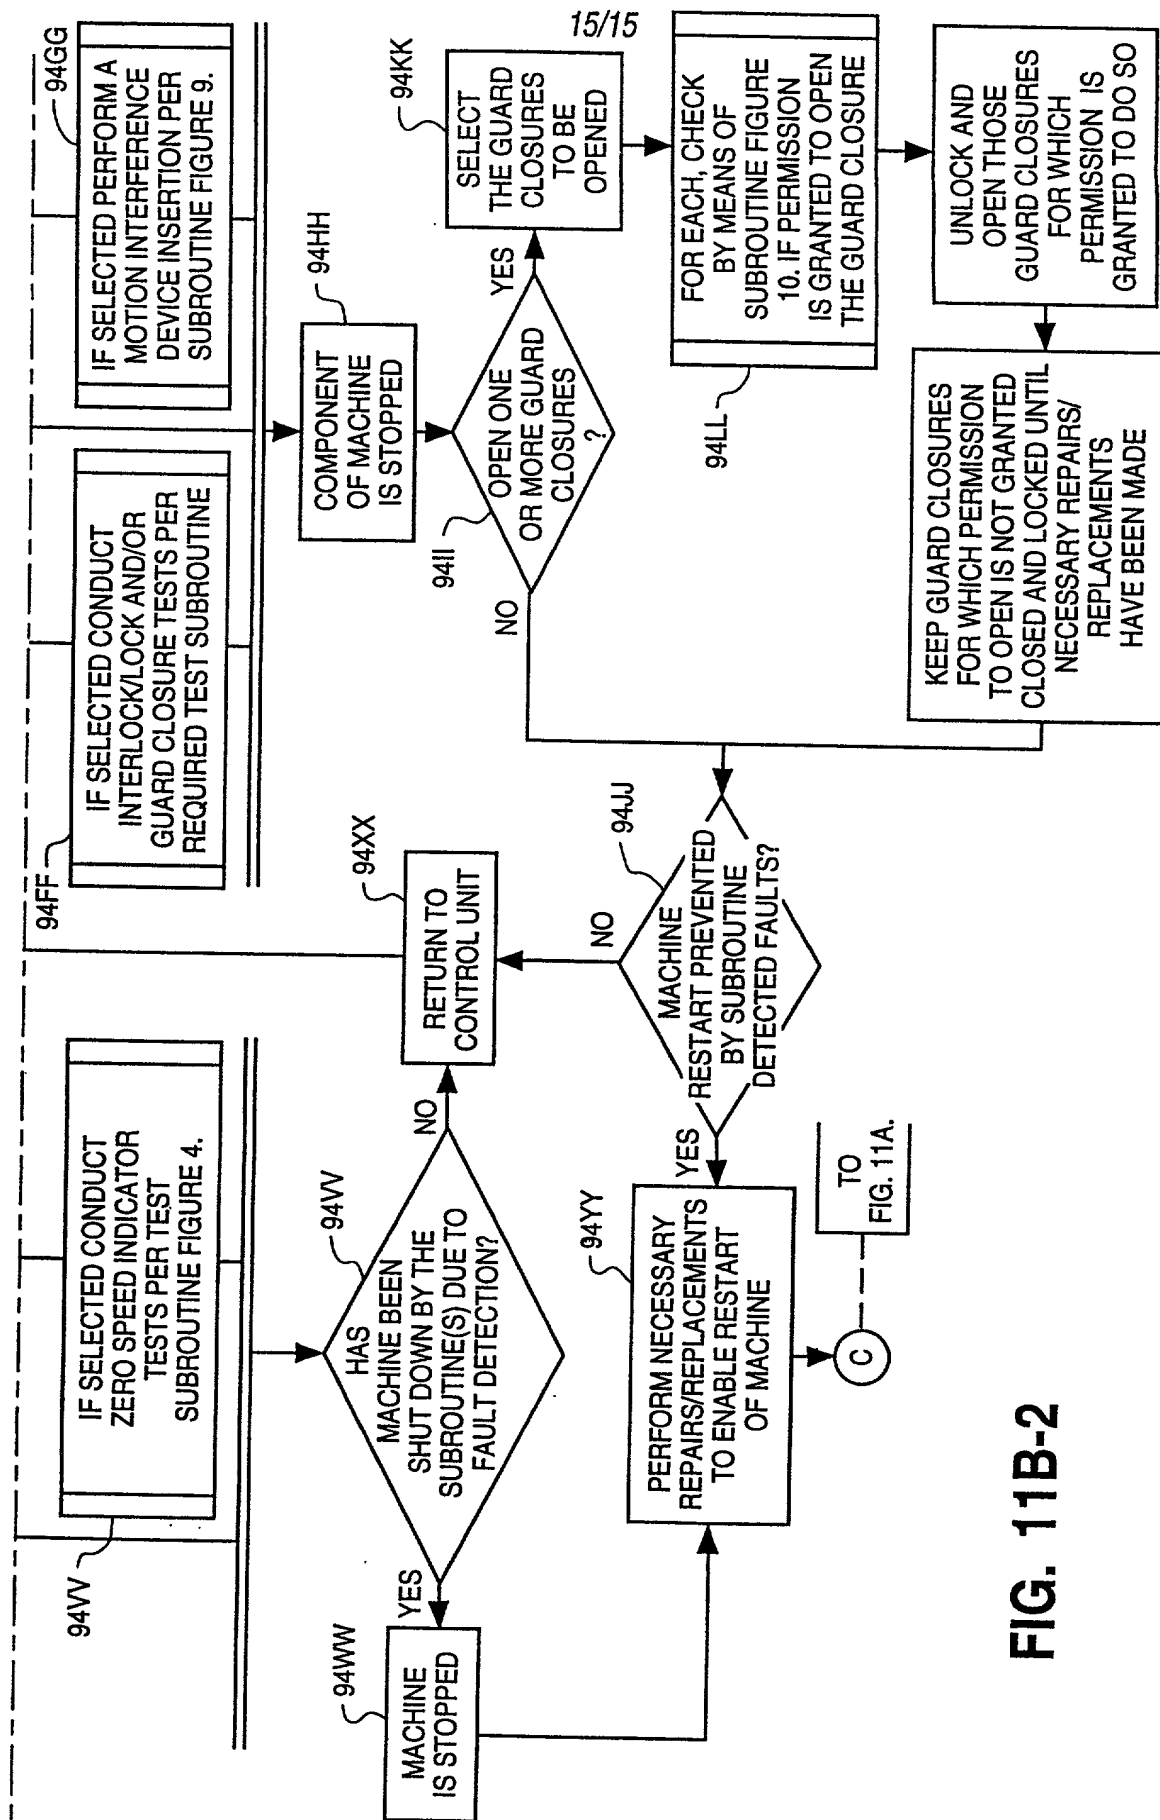 15/15
94VV
IF SELECTED CONDUCT
ZERO SPEED INDICATOR
TESTS PER TEST
SUBROUTINE FIGURE 4.
94FF
IF SELECTED CONDUCT
INTERLOCK/LOCK AND/OR
GUARD CLOSURE TESTS PER
REQUIRED TEST SUBROUTINE
94GG
IF SELECTED PERFORM A
MOTION INTERFERENCE
DEVICE INSERTION PER
SUBROUTINE FIGURE 9.
94HH
COMPONENT
OF MACHINE
IS STOPPED
94II
OPEN ONE
OR MORE GUARD
CLOSURES
?
YES
NO
94KK
SELECT
THE GUARD
CLOSURES
TO BE
OPENED
94LL
FOR EACH, CHECK
BY MEANS OF
SUBROUTINE FIGURE
10. IF PERMISSION
IS GRANTED TO OPEN
THE GUARD CLOSURE
UNLOCK AND
OPEN THOSE
GUARD CLOSURES
FOR WHICH
PERMISSION IS
GRANTED TO DO SO
KEEP GUARD CLOSURES
FOR WHICH PERMISSION
TO OPEN IS NOT GRANTED
CLOSED AND LOCKED UNTIL
NECESSARY REPAIRS/
REPLACEMENTS
HAVE BEEN MADE
94VV
HAS
MACHINE BEEN
SHUT DOWN BY THE
SUBROUTINE(S) DUE TO
FAULT DETECTION?
YES
NO
94WW
MACHINE
IS STOPPED
94XX
RETURN TO
CONTROL UNIT
94JJ
MACHINE
RESTART PREVENTED
BY SUBROUTINE
DETECTED FAULTS?
NO
YES
94YY
PERFORM NECESSARY
REPAIRS/REPLACEMENTS
TO ENABLE RESTART
OF MACHINE
C
TO
FIG. 11A.
FIG. 11B-2